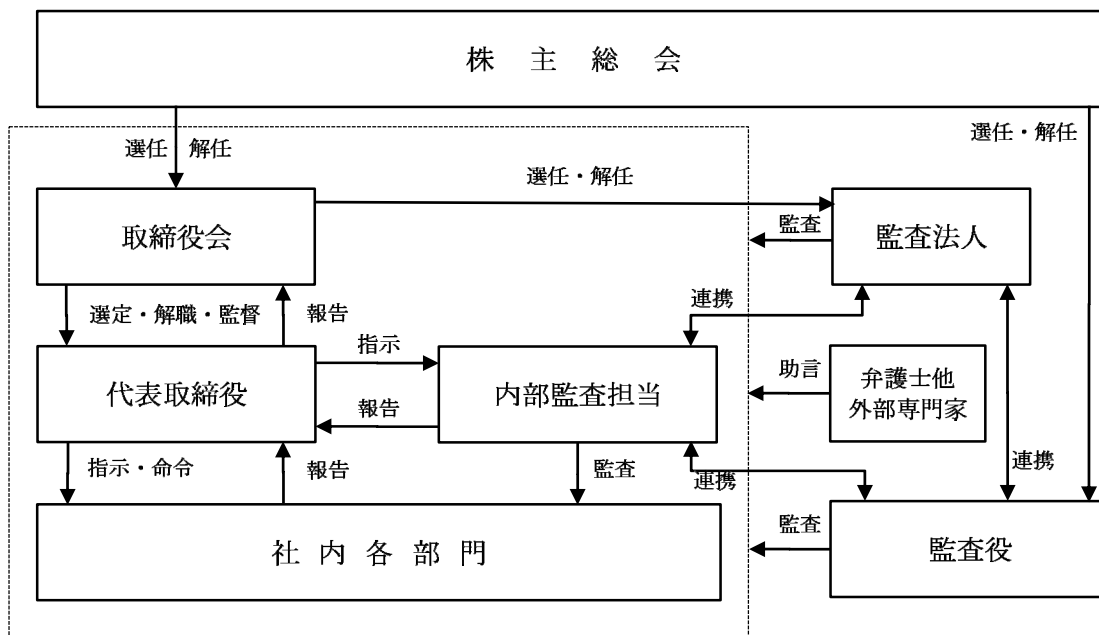 株主総会
選任 解任
選任・解任
選任・解任
取締役会
監査法人
監査
選定・解職・監督
報告
連携
指示
代表取締役
内部監査担当
助言
弁護士他
外部専門家
報告
指示・命令
報告
監査
連携
連携
社内各部門
監査
監査役